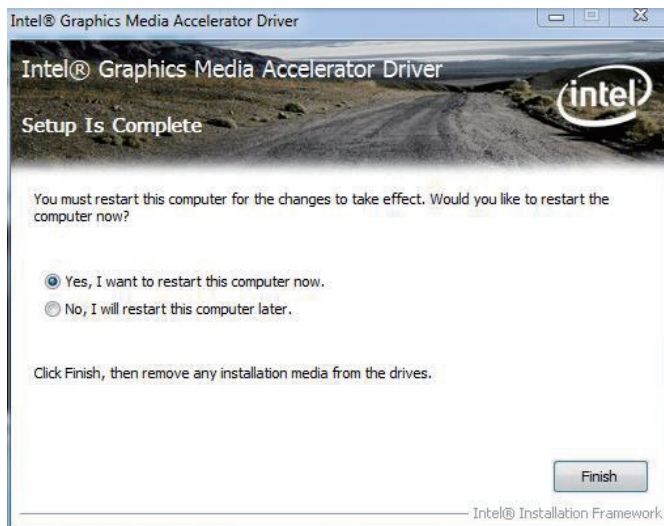 Intel® Graphics Media Accelerator Driver
Intel® Graphics Media Accelerator Driver
intel
Setup Is Complete
You must restart this computer for the changes to take effect. Would you like to restart the
computer now?
Yes, I want to restart this computer now.
No, I will restart this computer later.
Click Finish, then remove any installation media from the drives.
Finish
Intel® Installation Framework